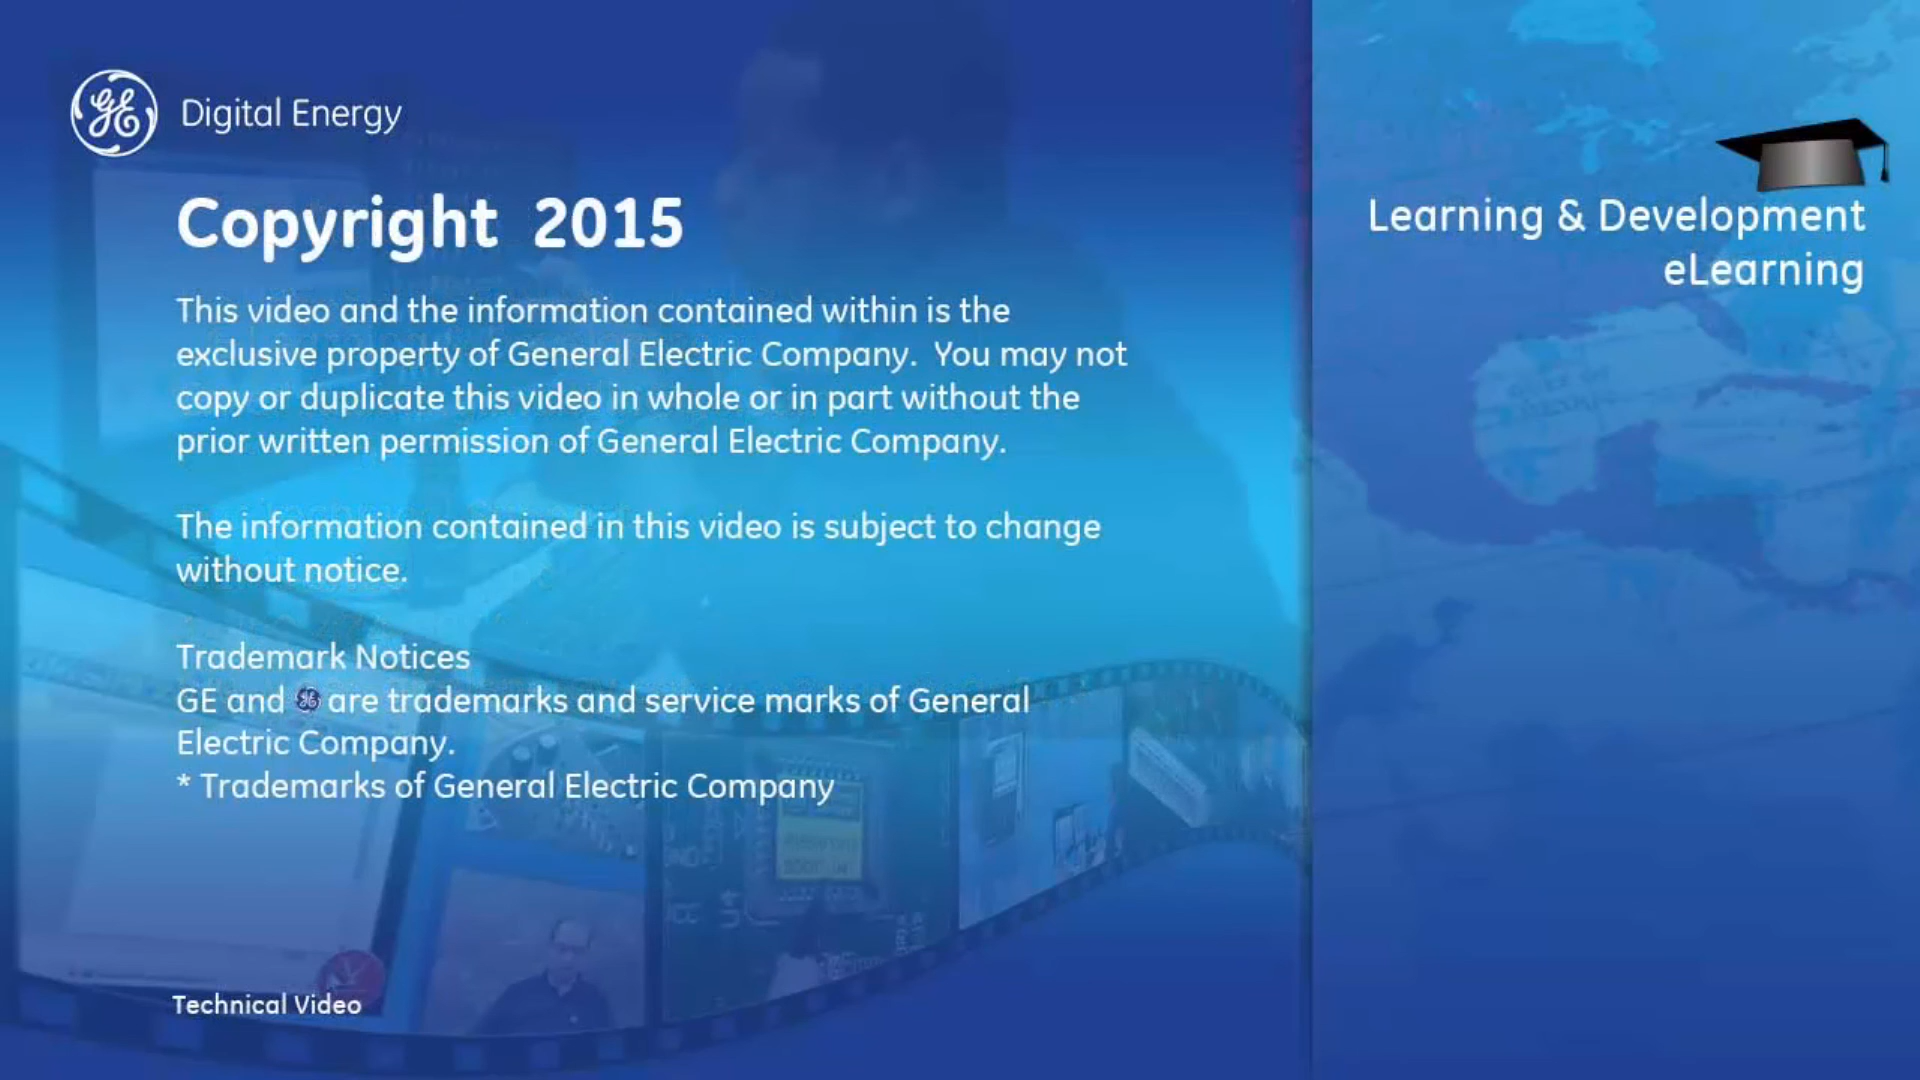 GE Digital Energy
Copyright 2015
This video and the information contained within is the
exclusive property of General Electric Company. You may not
copy or duplicate this video in whole or in part without the
prior written permission of General Electric Company.
The information contained in this video is subject to change
without notice.
Trademark Notices
GE and GE are trademarks and service marks of General
Electric Company.
* Trademarks of General Electric Company
Technical Video
Learning & Development
eLearning